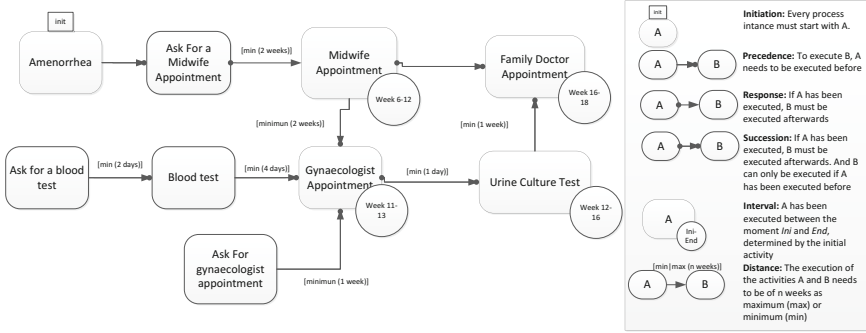 init
Amenorrhea
Ask For a
Midwife
Appointment
[min (2 weeks)]
Midwife
Appointment
Week 6-12
Family Doctor
Appointment
Week 16-
18
[minimun (2 weeks)]
[min (1 week)]
Ask for a blood
test
[min (2 days)]
Blood test
[min (4 days)]
Gynaecologist
Appointment
Week 11-
13
[min (1 day)]
Urine Culture Test
Week 12-
16
Ask For
gynaecologist
appointment
[minimun (1 week)]
init
A
Initiation: Every process
intance must start with A.
A
B
Precedence: To execute B, A
needs to be executed before
A
B
Response: If A has been
executed, B must be
executed afterwards
A
B
Succession: If A has been
executed, B must be
executed afterwards. And B
can only be executed if A
has been executed before
A
Ini-
End
Interval: A has been
executed between the
moment Ini and End,
determined by the initial
activity
[min|max (n weeks)]
A
B
Distance: The execution of
the activities A and B needs
to be of n weeks as
maximum (max) or
minimum (min)